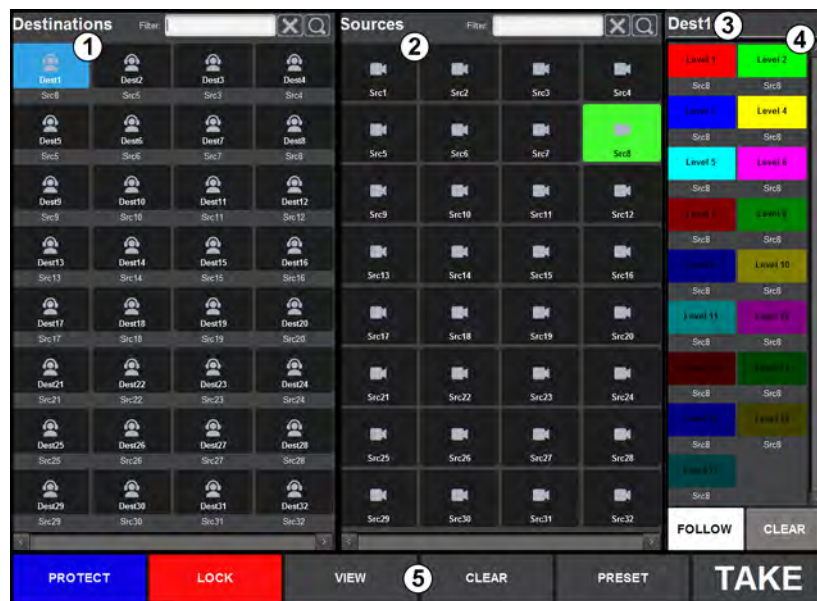 Destinations Filter: Sources Filter: Dest1 3
1 2 4
Dest1 Dest2 Dest3 Dest4 Src1 Src2 Src3 Src4 Level 1 Level 2
Src8 Src5 Src3 Src4 Src8 Src8
Dest5 Dest6 Dest7 Dest8 Src5 Src6 Src7 Src8 Level 4
Src5 Src6 Src7 Src8 Src8 Src8
Level 5 Level 6
Dest9 Dest10 Dest11 Dest12 Src9 Src10 Src11 Src12 Src8 Src8
Src9 Src10 Src11 Src12
Src8 Src8
Dest13 Dest14 Dest15 Dest16 Src13 Src14 Src15 Src16 Level 10
Src13 Src14 Src15 Src16 Src8 Src8
Dest17 Dest18 Dest19 Dest20 Src17 Src18 Src19 Src20 Level 11
Src17 Src18 Src19 Src20 Src8 Src8
Dest21 Dest22 Dest23 Dest24 Src21 Src22 Src23 Src24
Src21 Src22 Src23 Src24 Src8 Src8
Dest25 Dest26 Dest27 Dest28 Src25 Src26 Src27 Src28
Src25 Src26 Src27 Src28 Src8 Src8
Dest29 Dest30 Dest31 Dest32 Src29 Src30 Src31 Src32
Src29 Src30 Src31 Src32 Src8
FOLLOW CLEAR
PROTECT LOCK VIEW 5 CLEAR PRESET TAKE